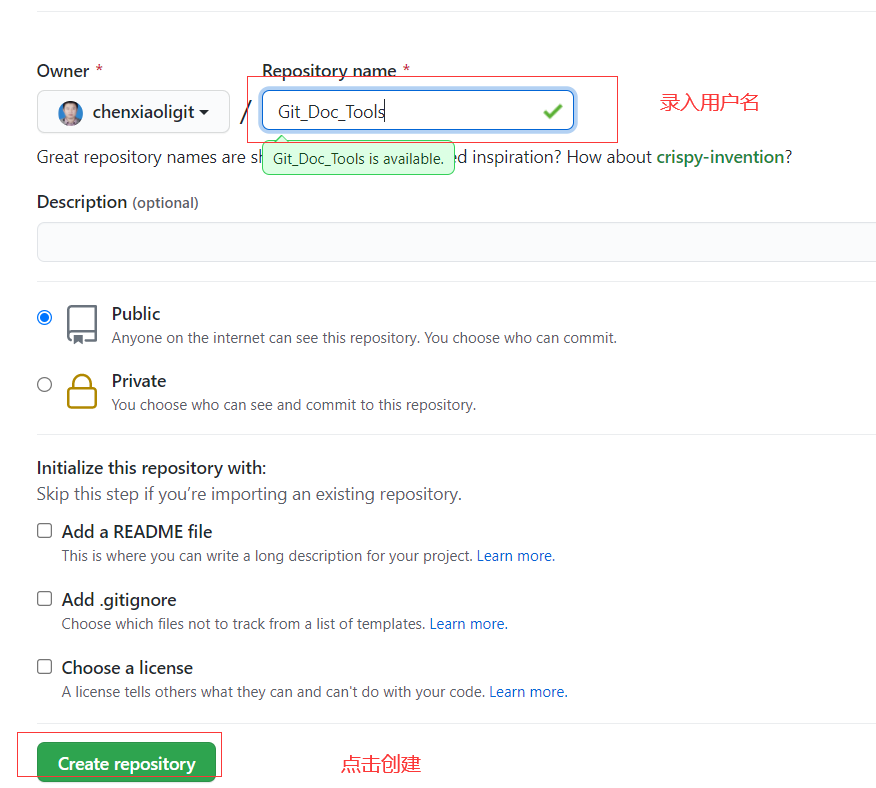 Owner *
Repository name *
chenxiaoligit
/
Git_Doc_Tools
录入用户名
Great repository names are sh
Git_Doc_Tools is available.
d inspiration? How about crispy-invention?
Description (optional)
Public
Anyone on the internet can see this repository. You choose who can commit.
Private
You choose who can see and commit to this repository.
Initialize this repository with:
Skip this step if you’re importing an existing repository.
Add a README file
This is where you can write a long description for your project. Learn more.
Add .gitignore
Choose which files not to track from a list of templates. Learn more.
Choose a license
A license tells others what they can and can't do with your code. Learn more.
Create repository
点击创建